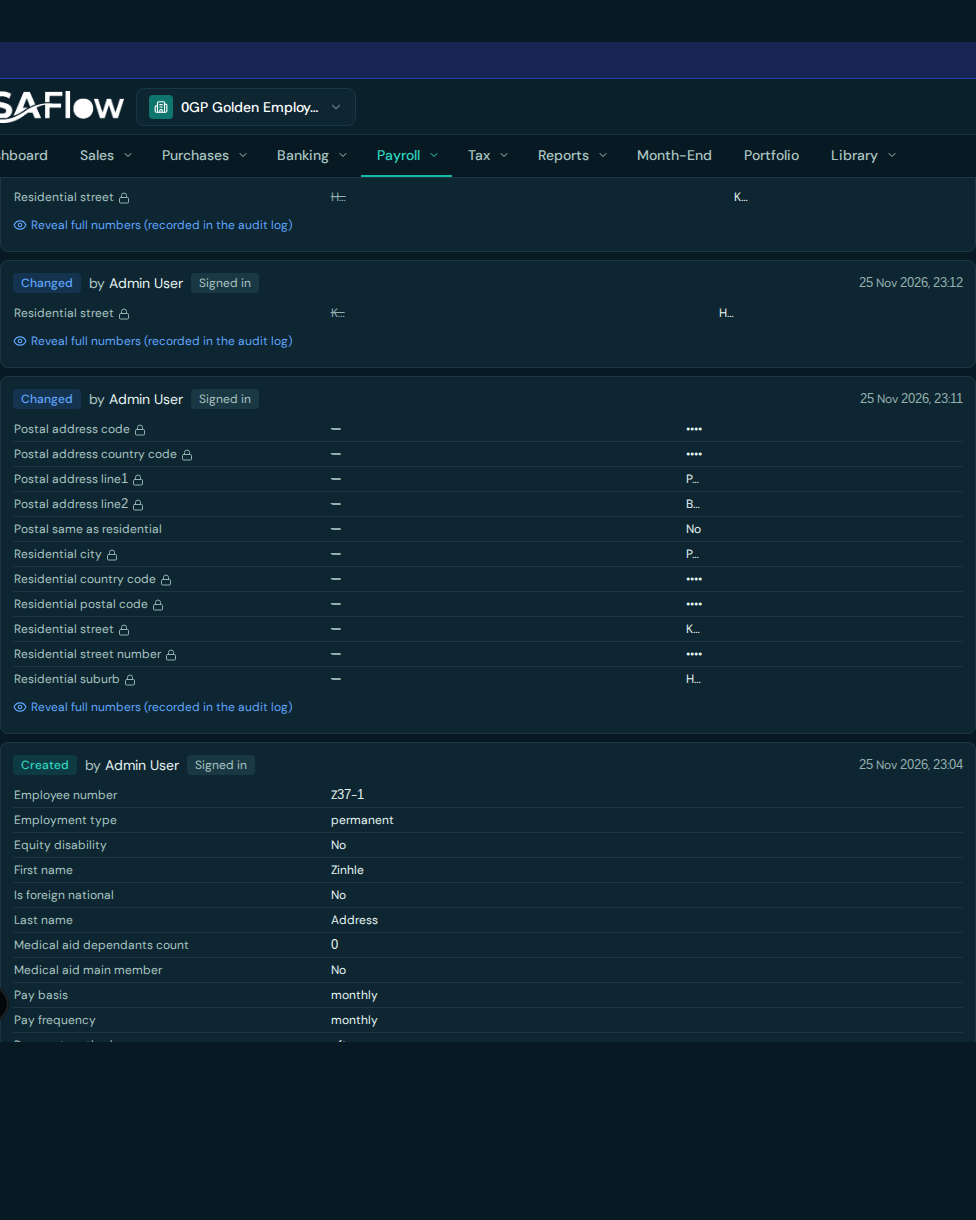 SAFlow 0GP Golden Employ...
Sales Purchases Banking Payroll Tax Reports Month-End Portfolio Library
Residential street H... K...
Reveal full numbers (recorded in the audit log)
Changed by Admin User Signed in 25 Nov 2026, 23:12
Residential street K... H...
Reveal full numbers (recorded in the audit log)
Changed by Admin User Signed in 25 Nov 2026, 23:11
Postal address code — ••••
Postal address country code — ••••
Postal address line1 — P...
Postal address line2 — B...
Postal same as residential — No
Residential city — P...
Residential country code — ••••
Residential postal code — ••••
Residential street — K...
Residential street number — ••••
Residential suburb — H...
Reveal full numbers (recorded in the audit log)
Created by Admin User Signed in 25 Nov 2026, 23:04
Employee number Z37-1
Employment type permanent
Equity disability No
First name Zinhle
Is foreign national No
Last name Address
Medical aid dependants count 0
Medical aid main member No
Pay basis monthly
Pay frequency monthly